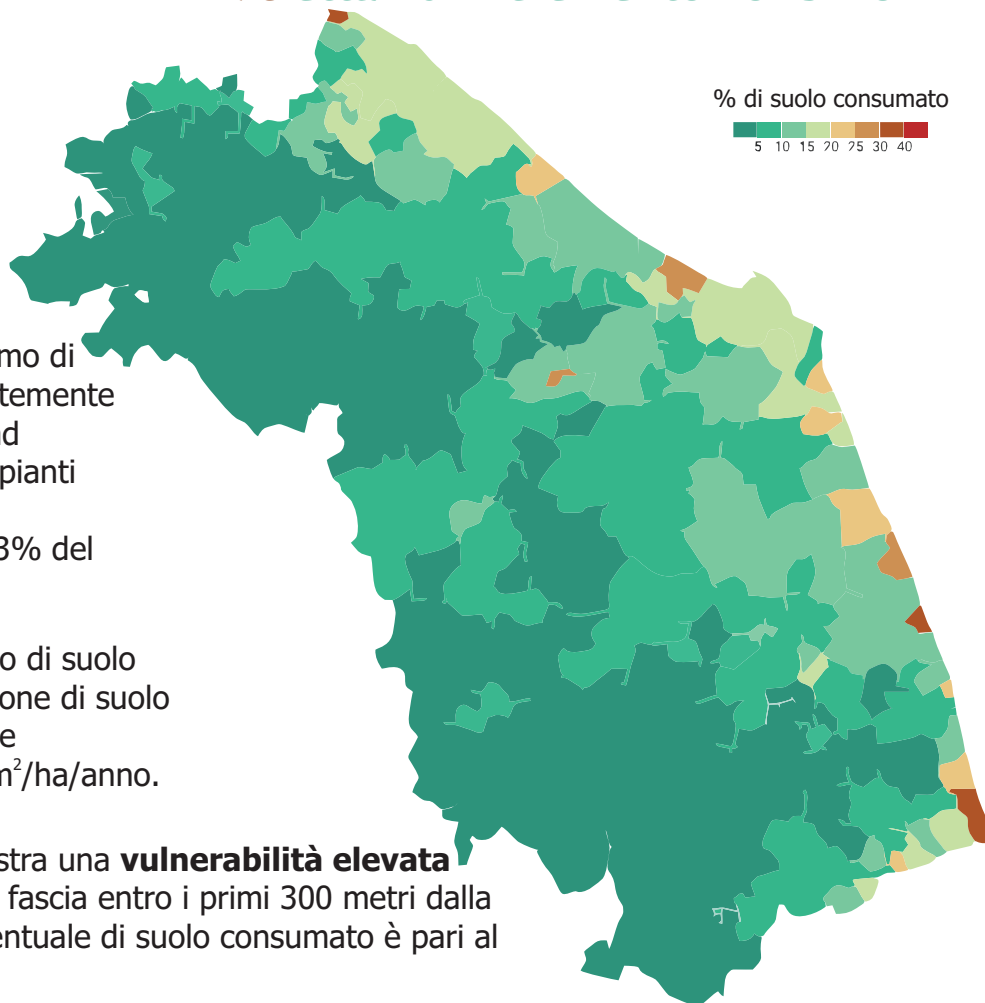 % di suolo consumato
5 10 15 20 25 30 40
mo di
temente
pianti
3% del
o di suolo
one di suolo
e
m²/ha/anno.
stra una vulnerabilità elevata
fascia entro i primi 300 metri dalla
entuale di suolo consumato è pari al